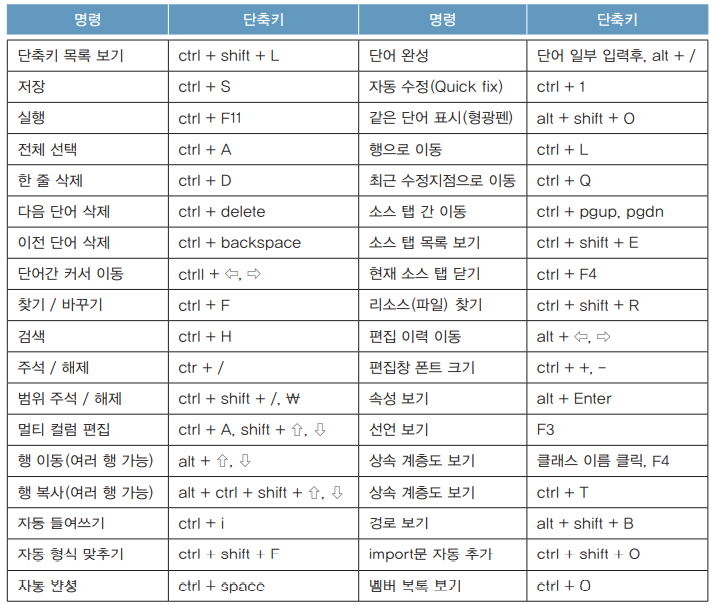 명령 단축키 명령 단축키
단축키 목록 보기 ctrl + shift + L 단어 완성 단어 일부 입력후, alt + /
저장 ctrl + S 자동 수정(Quick fix) ctrl + 1
실행 ctrl + F11 같은 단어 표시(형광펜) alt + shift + O
전체 선택 ctrl + A 행으로 이동 ctrl + L
한 줄 삭제 ctrl + D 최근 수정지점으로 이동 ctrl + Q
다음 단어 삭제 ctrl + delete 소스 탭 간 이동 ctrl + pgup, pgdn
이전 단어 삭제 ctrl + backspace 소스 탭 목록 보기 ctrl + shift + E
단어간 커서 이동 ctrll + ⇦, ⇨ 현재 소스 탭 닫기 ctrl + F4
찾기 / 바꾸기 ctrl + F 리소스(파일) 찾기 ctrl + shift + R
검색 ctrl + H 편집 이력 이동 alt + ⇦, ⇨
주석 / 해제 ctr + / 편집창 폰트 크기 ctrl + +, -
범위 주석 / 해제 ctrl + shift + /, ₩ 속성 보기 alt + Enter
멀티 컬럼 편집 ctrl + A, shift + ⇧, ⇩ 선언 보기 F3
행 이동(여러 행 가능) alt + ⇧, ⇩ 상속 계층도 보기 클래스 이름 클릭, F4
행 복사(여러 행 가능) alt + ctrl + shift + ⇧, ⇩ 상속 계층도 보기 ctrl + T
자동 들여쓰기 ctrl + i 경로 보기 alt + shift + B
자동 형식 맞추기 ctrl + shift + F import문 자동 추가 ctrl + shift + O
자동 완성 ctrl + space 멤버 목록 보기 ctrl + O